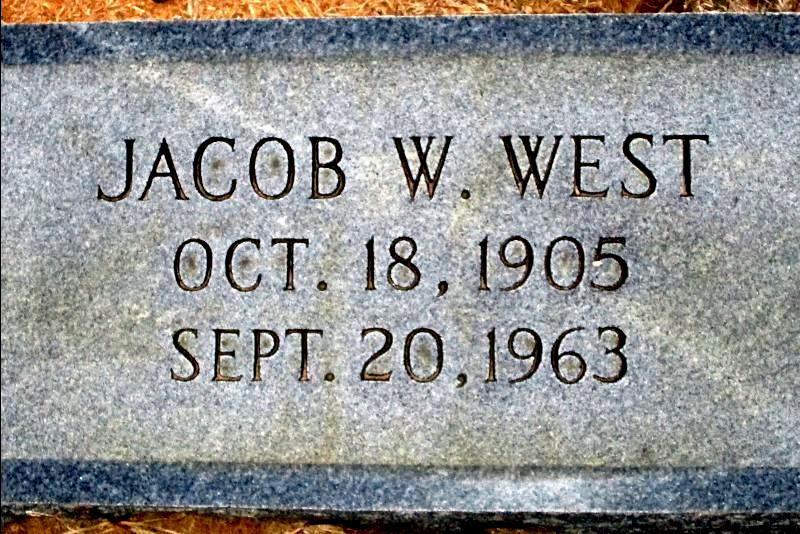 JACOB W. WEST
OCT. 18, 1905
SEPT. 20, 1963